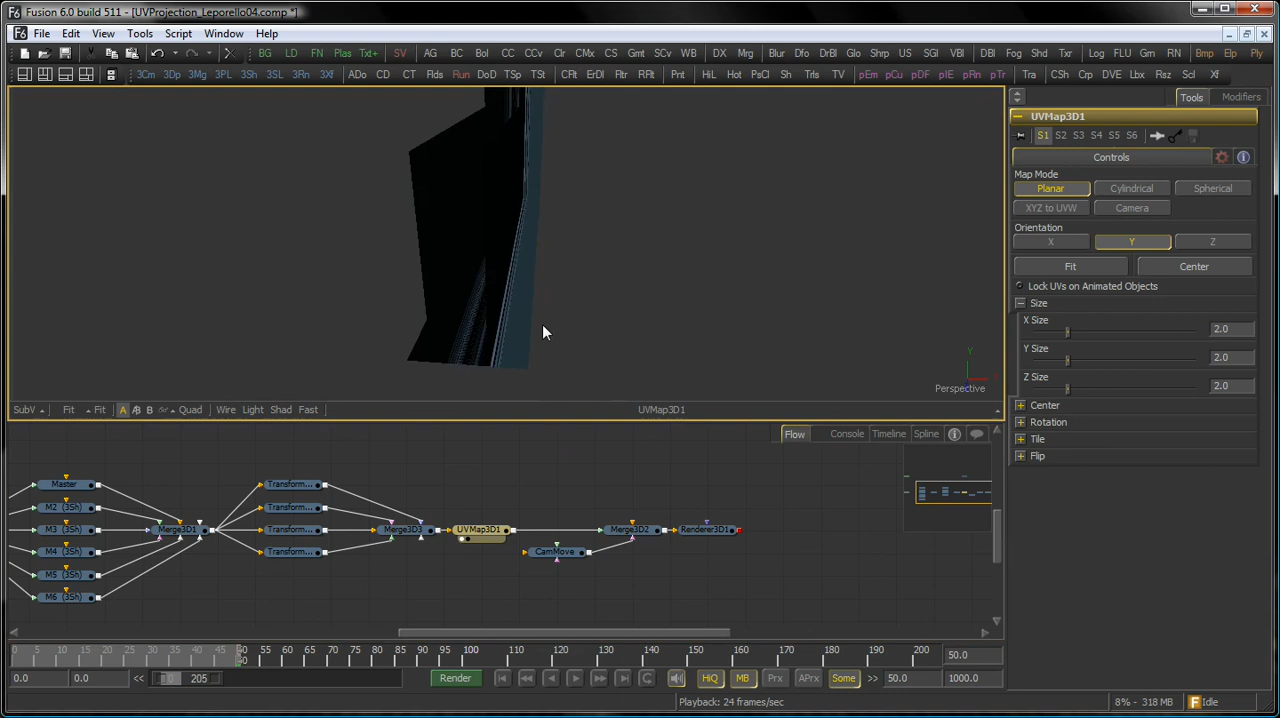 Fusion 6.0 build 511 - [UVProjection_Leporello04.comp *]
File Edit View Tools Script Window Help
BG LD FN Plas Txt+ SV AG BC Bol CC CCv Clr CMx CS Gmt SCv WB DX Mrg Blur Dfo DrBl Glo Shrp US SGl VBl DBl Fog Shd Txr Log FLU Grn RN Bmp Elp Ply
3Cm 3Dp 3Mg 3PL 3Sh 3SL 3Rn 3Xf ADo CD CT Flds Run DoD TSp TSt CFlt ErDl Fltr RFlt Pnt HiL Hot PsCl Sh Trls TV pEm pCu pDF pIE pRn pTr Tra CSh Crp DVE Lbx Rsz Scl Xf
Tools Modifiers
UVMap3D1
S1 S2 S3 S4 S5 S6
Controls
Map Mode
Planar Cylindrical Spherical
XYZ to UVW Camera
Orientation
X Y Z
Fit Center
Lock UVs on Animated Objects
Size
X Size 2.0
Y Size 2.0
Z Size 2.0
Center
Rotation
Tile
Flip
Y
Perspective
SubV Fit Fit A B Quad Wire Light Shad Fast UVMap3D1
Flow Console Timeline Spline
Master Transform...
M2 (3Sh) Transform...
M3 (3Sh) Merge3D1 Transform... Merge3D3 UVMap3D1 Merge3D2 Renderer3D1
M4 (3Sh) Transform... CamMove
M5 (3Sh)
M6 (3Sh)
0 5 10 15 20 25 30 35 40 45 50 55 60 65 70 75 80 85 90 95 100 110 120 130 140 150 160 170 180 190 200 50.0
0.0 0.0 << 205 Render HiQ MB Prx APrx Some >> 50.0 1000.0
Playback: 24 frames/sec 8% - 318 MB Idle